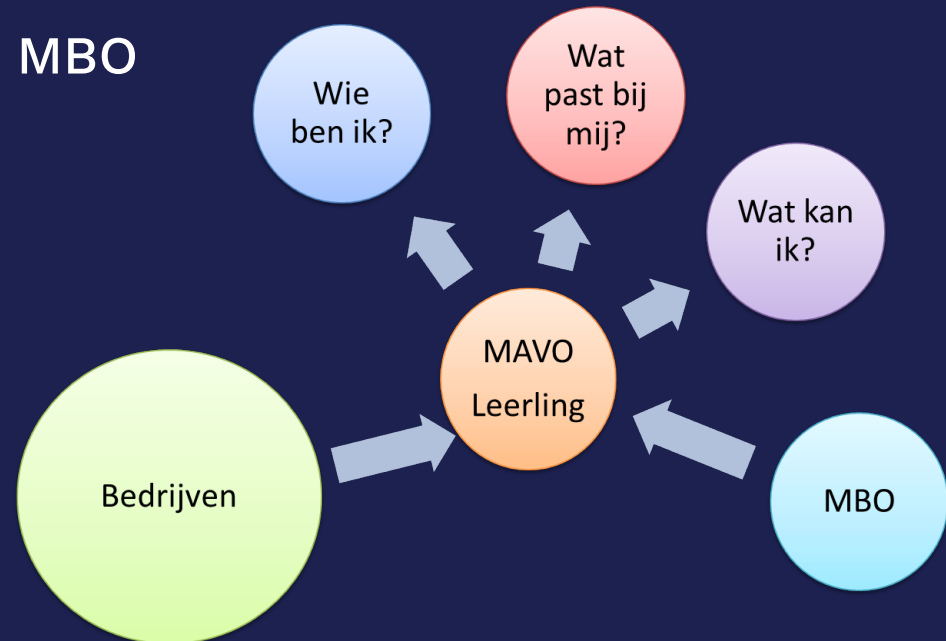 MBO
Wie
ben ik?
Wat
past bij
mij?
Wat kan
ik?
MAVO
Leerling
Bedrijven
MBO